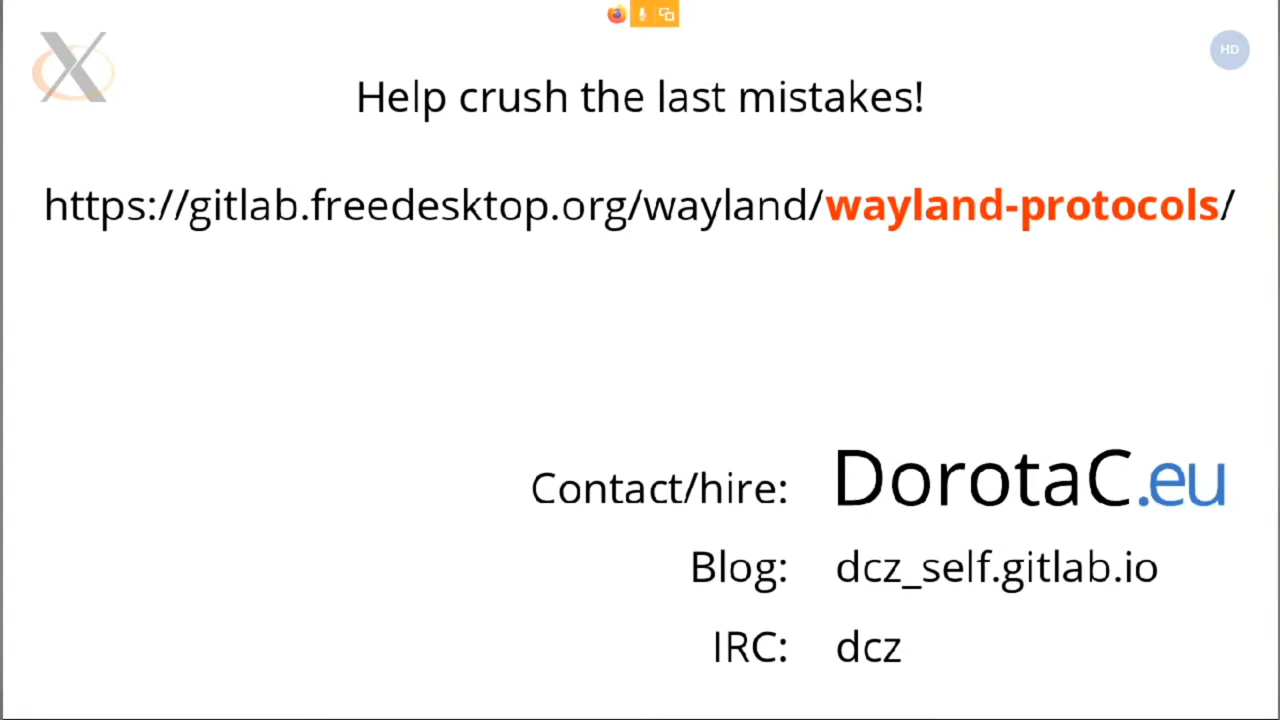 HD
Help crush the last mistakes!
https://gitlab.freedesktop.org/wayland/wayland-protocols/
Contact/hire: DorotaC.eu
Blog: dcz_self.gitlab.io
IRC: dcz